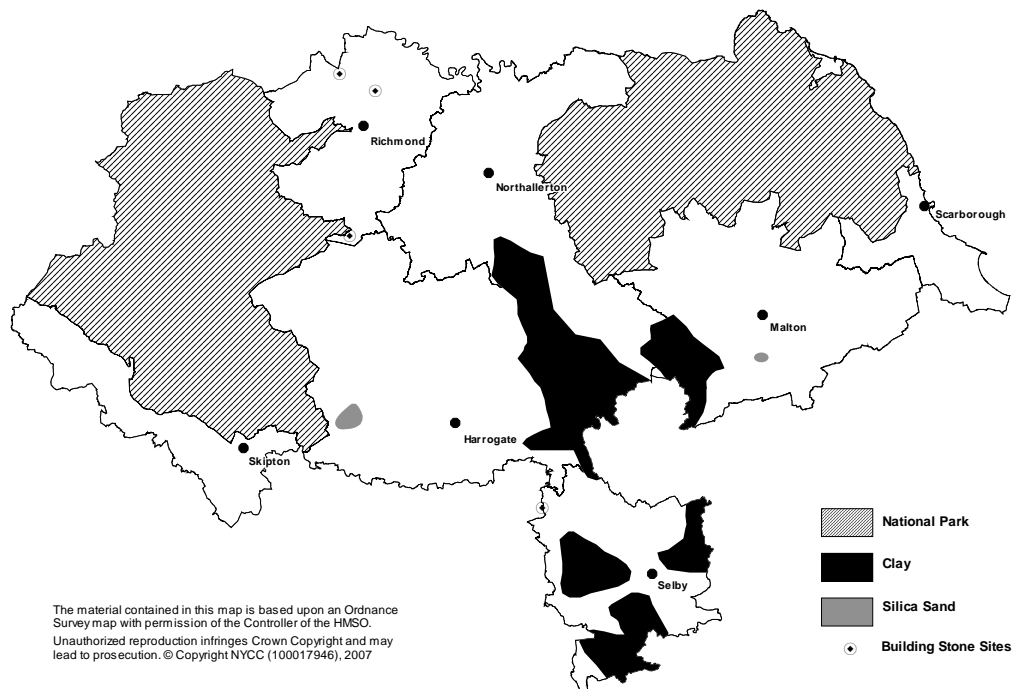 Richmond
Northallerton
Scarborough
Malton
Harrogate
Skipton
National Park
Clay
Selby
Silica Sand
Building Stone Sites
The material contained in this map is based upon an Ordnance
Survey map with permission of the Controller of the HMSO.
Unauthorized reproduction infringes Crown Copyright and may
lead to prosecution. © Copyright NYCC (100017946), 2007